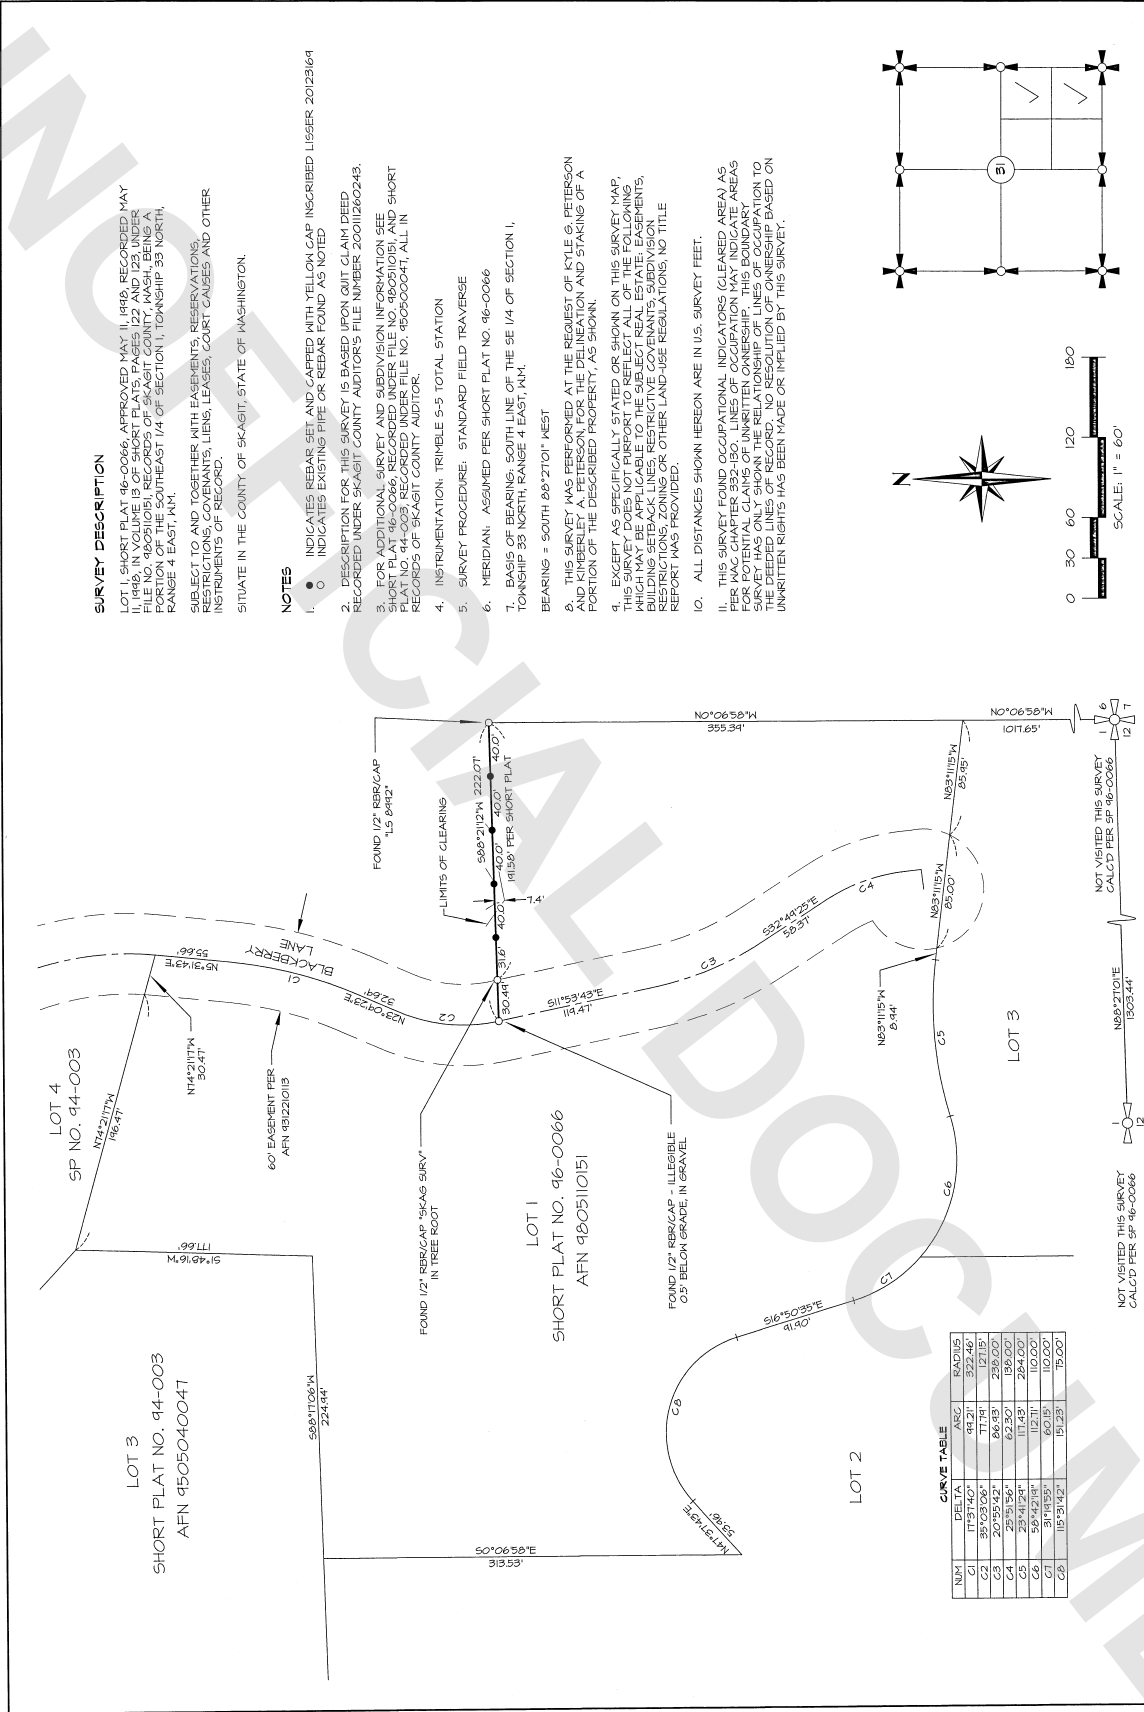 SURVEY DESCRIPTION
LOT 1, SHORT PLAT 96-0066, APPROVED MAY 11, 1998, RECORDED MAY
11, 1998, IN VOLUME 13 OF SHORT PLATS, PAGES 122 AND 123, UNDER
FILE NO. 9805110151, RECORDS OF SKAGIT COUNTY, WASH., BEING A
PORTION OF THE SOUTHEAST 1/4 OF SECTION 1, TOWNSHIP 33 NORTH,
RANGE 4 EAST, W.M.
SUBJECT TO AND TOGETHER WITH EASEMENTS, RESERVATIONS,
RESTRICTIONS, COVENANTS, LIENS, LEASES, COURT CAUSES AND OTHER
INSTRUMENTS OF RECORD.
SITUATE IN THE COUNTY OF SKAGIT, STATE OF WASHINGTON.
NOTES
1. ● INDICATES REBAR SET AND CAPPED WITH YELLOW CAP INSCRIBED LISSER 20123169
○ INDICATES EXISTING PIPE OR REBAR FOUND AS NOTED
2. DESCRIPTION FOR THIS SURVEY IS BASED UPON QUIT CLAIM DEED
RECORDED UNDER SKAGIT COUNTY AUDITOR'S FILE NUMBER 200111260243.
3. FOR ADDITIONAL SURVEY AND SUBDIVISION INFORMATION SEE
SHORT PLAT 96-0066, RECORDED UNDER FILE NO. 9805110151, AND SHORT
PLAT NO. 94-003, RECORDED UNDER FILE NO. 9505040047, ALL IN
RECORDS OF SKAGIT COUNTY AUDITOR.
4. INSTRUMENTATION: TRIMBLE S-5 TOTAL STATION
5. SURVEY PROCEDURE: STANDARD FIELD TRAVERSE
6. MERIDIAN: ASSUMED PER SHORT PLAT NO. 96-0066
7. BASIS OF BEARING: SOUTH LINE OF THE SE 1/4 OF SECTION 1,
TOWNSHIP 33 NORTH, RANGE 4 EAST, W.M.
BEARING = SOUTH 88°27'01" WEST
8. THIS SURVEY WAS PERFORMED AT THE REQUEST OF KYLE G. PETERSON
AND KIMBERLEY A. PETERSON, FOR THE DELINEATION AND STAKING OF A
PORTION OF THE DESCRIBED PROPERTY, AS SHOWN.
9. EXCEPT AS SPECIFICALLY STATED OR SHOWN ON THIS SURVEY MAP,
THIS SURVEY DOES NOT PURPORT TO REFLECT ALL OF THE FOLLOWING
WHICH MAY BE APPLICABLE TO THE SUBJECT REAL ESTATE: EASEMENTS,
BUILDING SETBACK LINES, RESTRICTIVE COVENANTS, SUBDIVISION
RESTRICTIONS, ZONING OR OTHER LAND-USE REGULATIONS, NO TITLE
REPORT WAS PROVIDED.
10. ALL DISTANCES SHOWN HEREON ARE IN U.S. SURVEY FEET.
11. THIS SURVEY FOUND OCCUPATIONAL INDICATORS (CLEARED AREA) AS
PER WAC CHAPTER 332-130. LINES OF OCCUPATION MAY INDICATE AREAS
FOR POTENTIAL CLAIMS OF UNWRITTEN OWNERSHIP. THIS BOUNDARY
SURVEY HAS ONLY SHOWN THE RELATIONSHIP OF LINES OF OCCUPATION TO
THE DEEDED LINES OF RECORD. NO RESOLUTION OF OWNERSHIP BASED ON
UNWRITTEN RIGHTS HAS BEEN MADE OR IMPLIED BY THIS SURVEY.
31
N
0 30 60 120 180
SCALE: 1" = 60'
LOT 4
SP NO. 94-003
N74°21'17"W
196.47'
N74°21'17"W
30.47'
60' EASEMENT PER
AFN 9312210113
BLACKBERRY
LANE
N5°31'43"E
55.66'
C1
N23°09'23"E
32.69'
C2
FOUND 1/2" RBR/CAP
"LS 8992"
LIMITS OF CLEARING
S88°21'12"W 222.07'
191.58' PER SHORT PLAT
30.49'
31.6'
40.0'
40.0'
40.0'
40.0'
7.4'
N0°06'58"W
355.39'
N0°06'58"W
1017.65'
S11°53'43"E
119.47'
C3
S32°49'25"E
58.37'
C4
N83°11'15"W
85.95'
N83°11'15"W
85.00'
N83°11'15"W
8.94'
C5
LOT 3
C6
C7
S16°50'35"E
91.90'
C8
N47°37'43"E
53.96'
LOT 2
S0°06'58"E
313.53'
S88°17'06"W
224.94'
S1°48'16"W
177.66'
LOT 3
SHORT PLAT NO. 94-003
AFN 9505040047
FOUND 1/2" RBR/CAP "SKAG SURV"
IN TREE ROOT
LOT 1
SHORT PLAT NO. 96-0066
AFN 9805110151
FOUND 1/2" RBR/CAP - ILLEGIBLE
0.5' BELOW GRADE, IN GRAVEL
NOT VISITED THIS SURVEY
CALC'D PER SP 96-0066
1 6
12 7
N88°27'01"E
1303.44'
NOT VISITED THIS SURVEY
CALC'D PER SP 96-0066
1
12
CURVE TABLE
NUM DELTA ARC RADIUS
C1 17°37'40" 99.21' 322.46'
C2 35°03'06" 77.79' 127.15'
C3 20°55'42" 86.93' 238.00'
C4 25°51'56" 62.30' 138.00'
C5 23°41'29" 117.43' 284.00'
C6 58°42'19" 112.71' 110.00'
C7 31°19'55" 60.15' 110.00'
C8 115°31'42" 151.23' 75.00'
UNOFFICIAL DOCUME